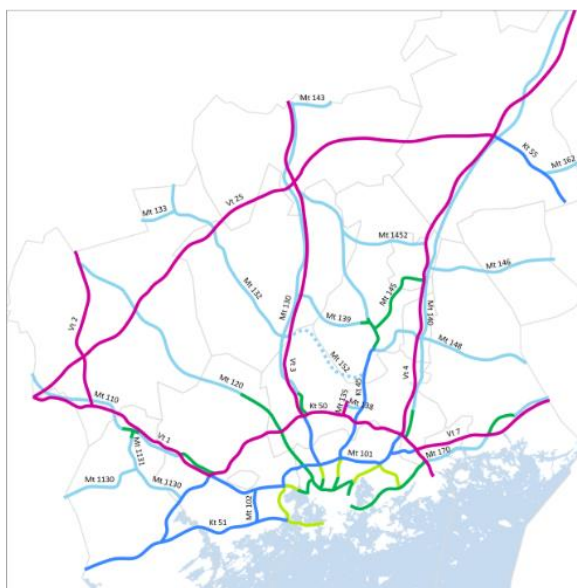 Mt 143
Kt 55
Mt 162
Mt 133
Vt 25
Mt 1452
Mt 146
Mt 145
Mt 132
Mt 130
Mt 139
Mt 140
Vt 2
Mt 152
Mt 148
Vt 3
Kt 45
Vt 4
Mt 120
Mt 110
Kt 50
Mt 135
Mt 138
Vt 1
Vt 7
Mt 101
Mt 170
Mt 1131
Mt 1130
Mt 1130
Mt 102
Kt 51